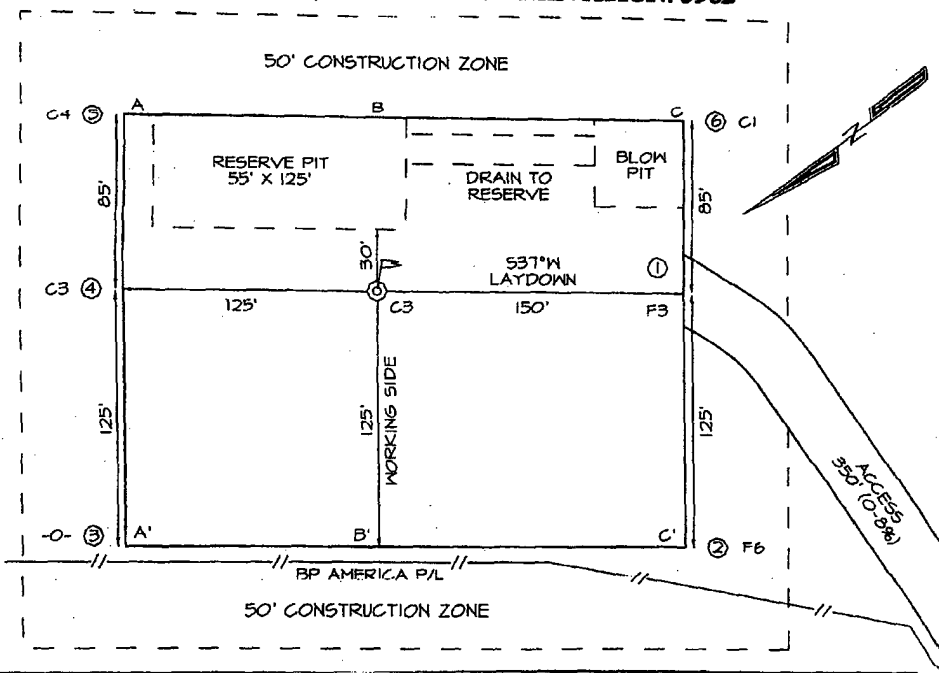 50' CONSTRUCTION ZONE
C4 ⑤ A B C ⑥ C1
RESERVE PIT
55' X 125'
DRAIN TO
RESERVE
BLOW
PIT
85'
85'
N
30'
S37°W
LAYDOWN
①
C3 ④
125'
C3
150'
F3
125'
125'
WORKING SIDE
125'
ACCESS
350' (0-8%)
-0- ③ A' B' C' ② F6
BP AMERICA P/L
50' CONSTRUCTION ZONE